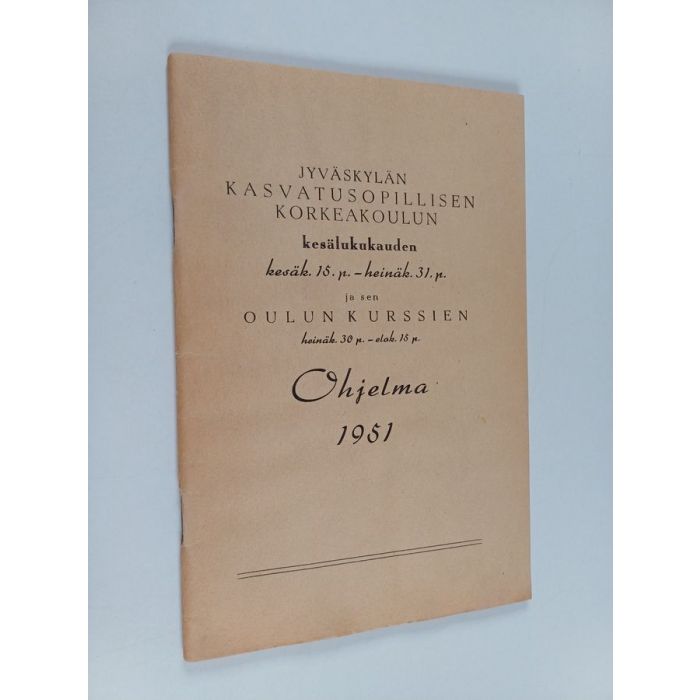 JYVÄSKYLÄN
KASVATUSOPILLISEN
KORKEAKOULUN
kesälukukauden
kesäk. 15. p. – heinäk. 31. p.
ja sen
OULUN KURSSIEN
heinäk. 30 p. – elok. 15 p.
Ohjelma
1951